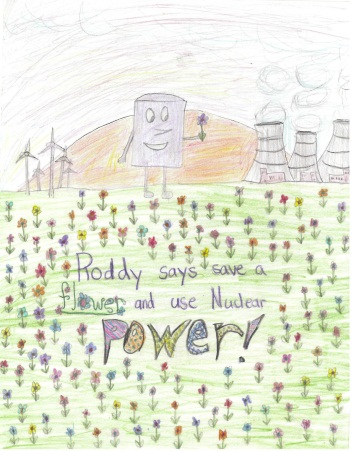 Roddy says save a
flower and use Nuclear
POWer!